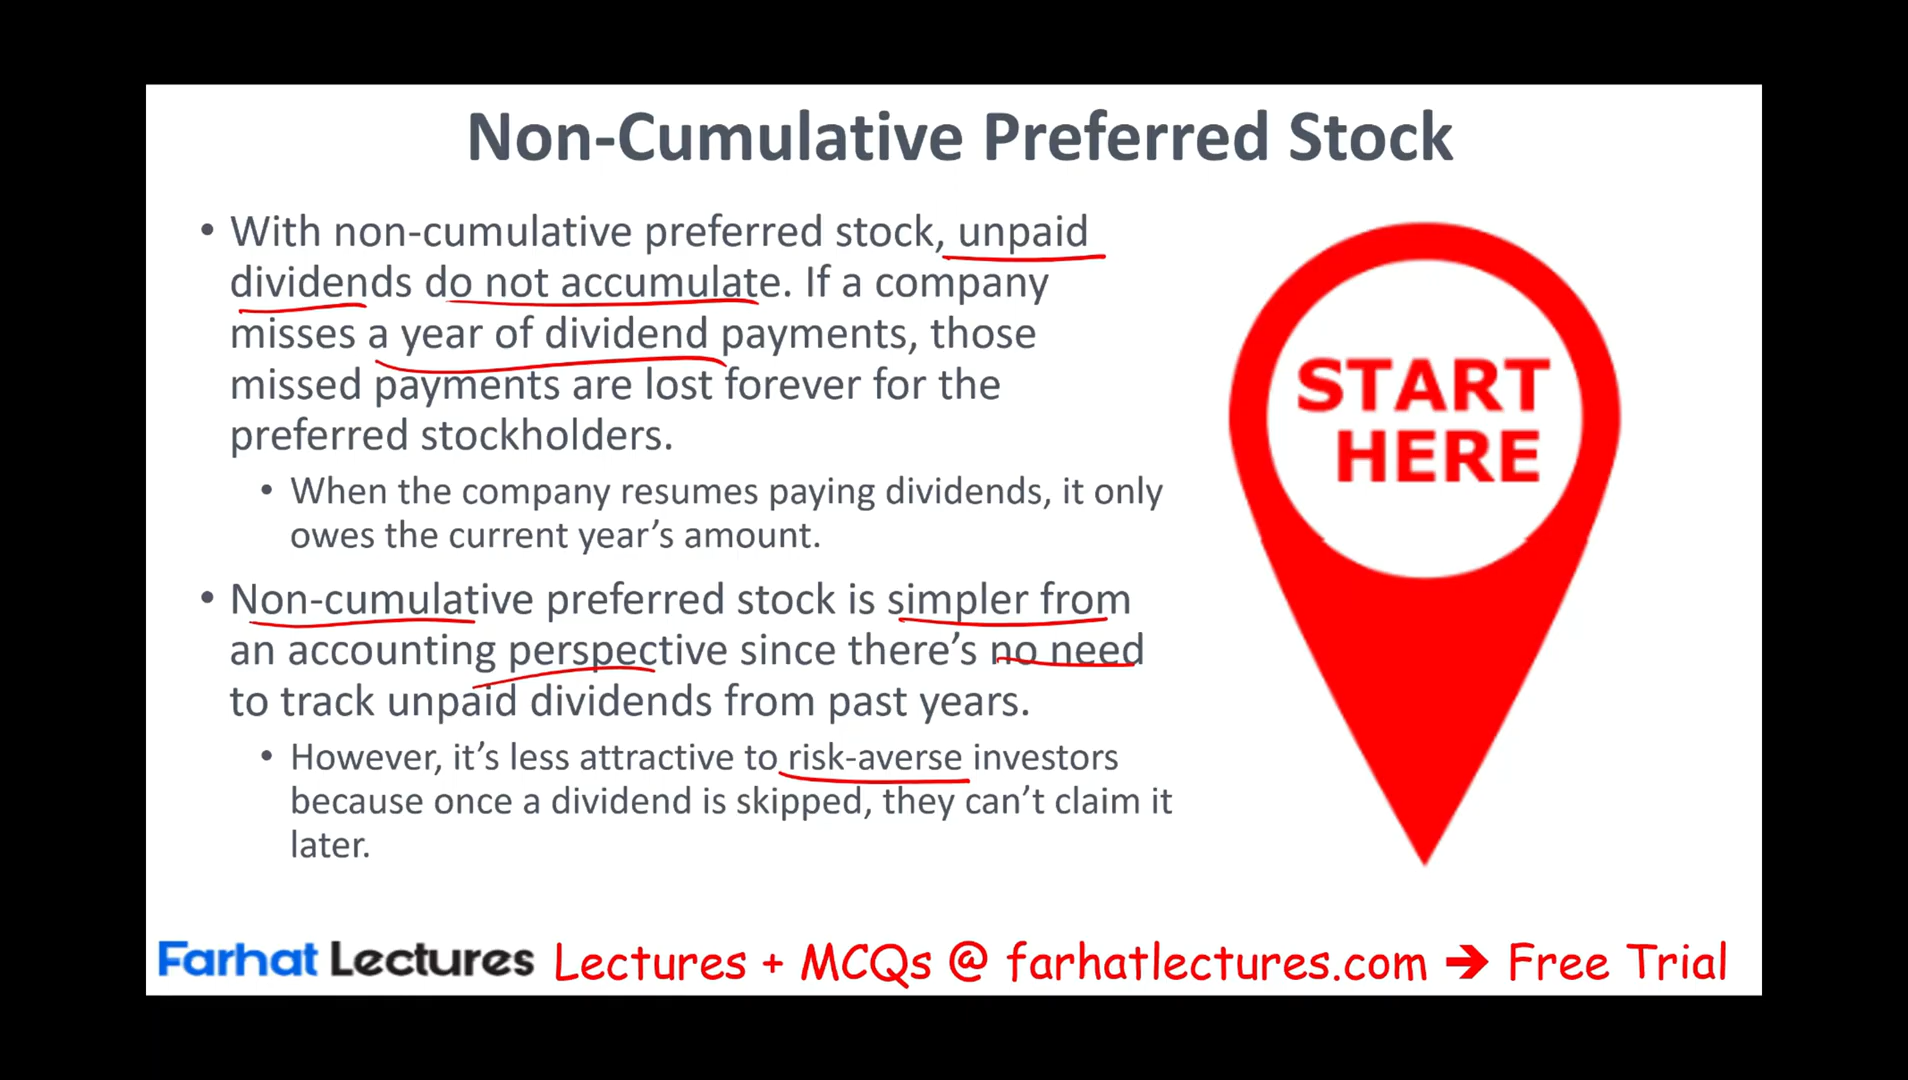 Non-Cumulative Preferred Stock
• With non-cumulative preferred stock, unpaid
dividends do not accumulate. If a company
misses a year of dividend payments, those
missed payments are lost forever for the
preferred stockholders.
• When the company resumes paying dividends, it only
owes the current year’s amount.
• Non-cumulative preferred stock is simpler from
an accounting perspective since there’s no need
to track unpaid dividends from past years.
• However, it’s less attractive to risk-averse investors
because once a dividend is skipped, they can’t claim it
later.
START
HERE
Farhat Lectures Lectures + MCQs @ farhatlectures.com ➔ Free Trial